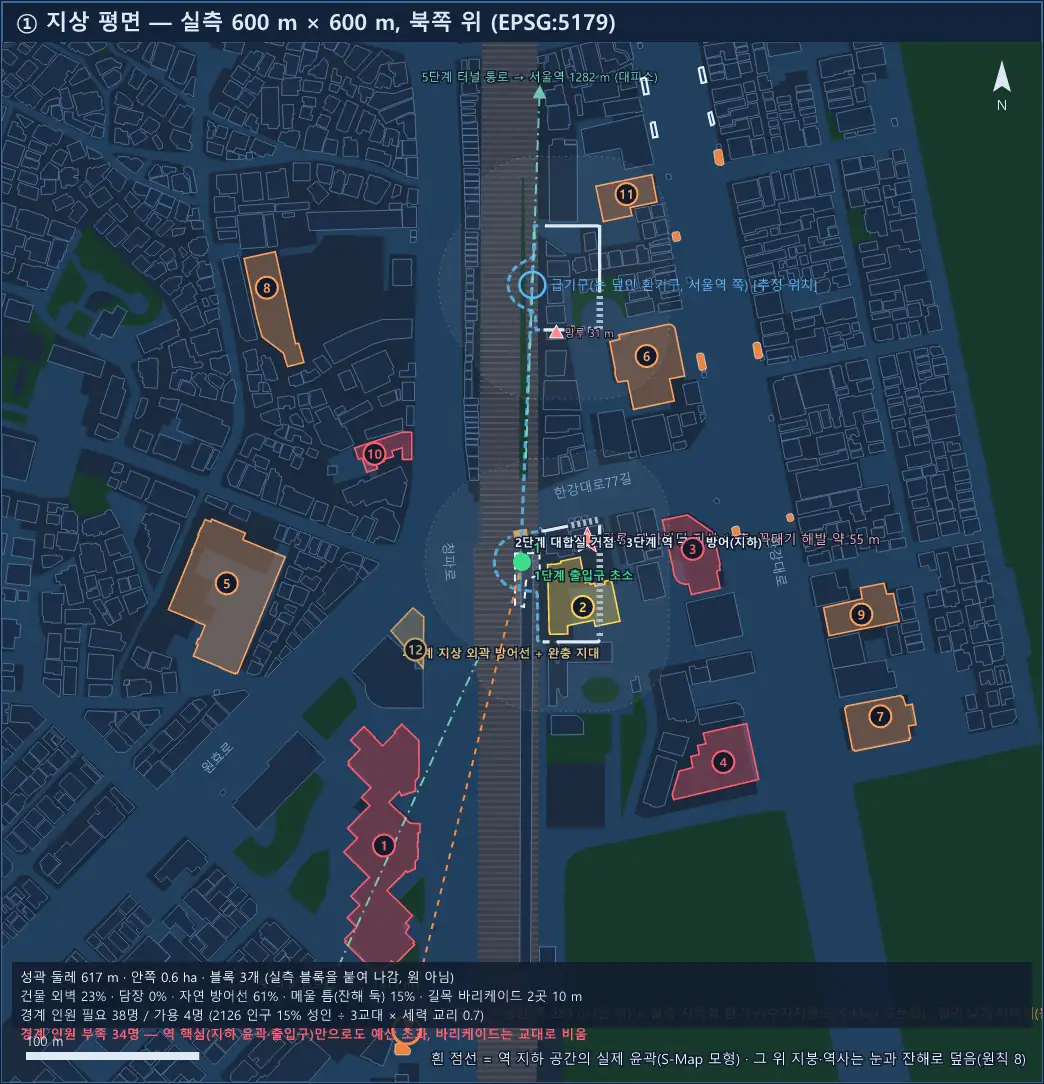 ① 지상 평면 — 실측 600 m × 600 m, 북쪽 위 (EPSG:5179)
5단계 터널 통로 → 서울역 1282 m (대피소)
N
11
8
급기구(눈 덮인 환기구, 서울역 쪽) [추정 위치]
망루 31 m
6
10
한강대로77길
2단계 대합실 거점 · 3단계 역
방어(지하)
해발 약 55 m
3
청파로
강대로
1단계 출입구 초소
5
2
9
12
계 지상 외곽 방어선 + 완충 지대
7
원효로
4
1
성곽 둘레 617 m · 안쪽 0.6 ha · 블록 3개 (실측 블록을 붙여 나감, 원 아님)
건물 외벽 23% · 담장 0% · 자연 방어선 61% · 메울 틈(잔해 둑) 15% · 길목 바리케이드 2곳 10 m
경계 인원 필요 38명 / 가용 4명 (2126 인구 15% 성인 ÷ 3교대 × 세력 교리 0.7)
경계 인원 부족 34명 — 역 핵심(지하 윤곽·출입구)만으로도 예산 초과, 바리케이드는 교대로 비움
100 m
흰 점선 = 역 지하 공간의 실제 윤곽(S-Map 모형) · 그 위 지붕·역사는 눈과 잔해로 덮음(원칙 8)